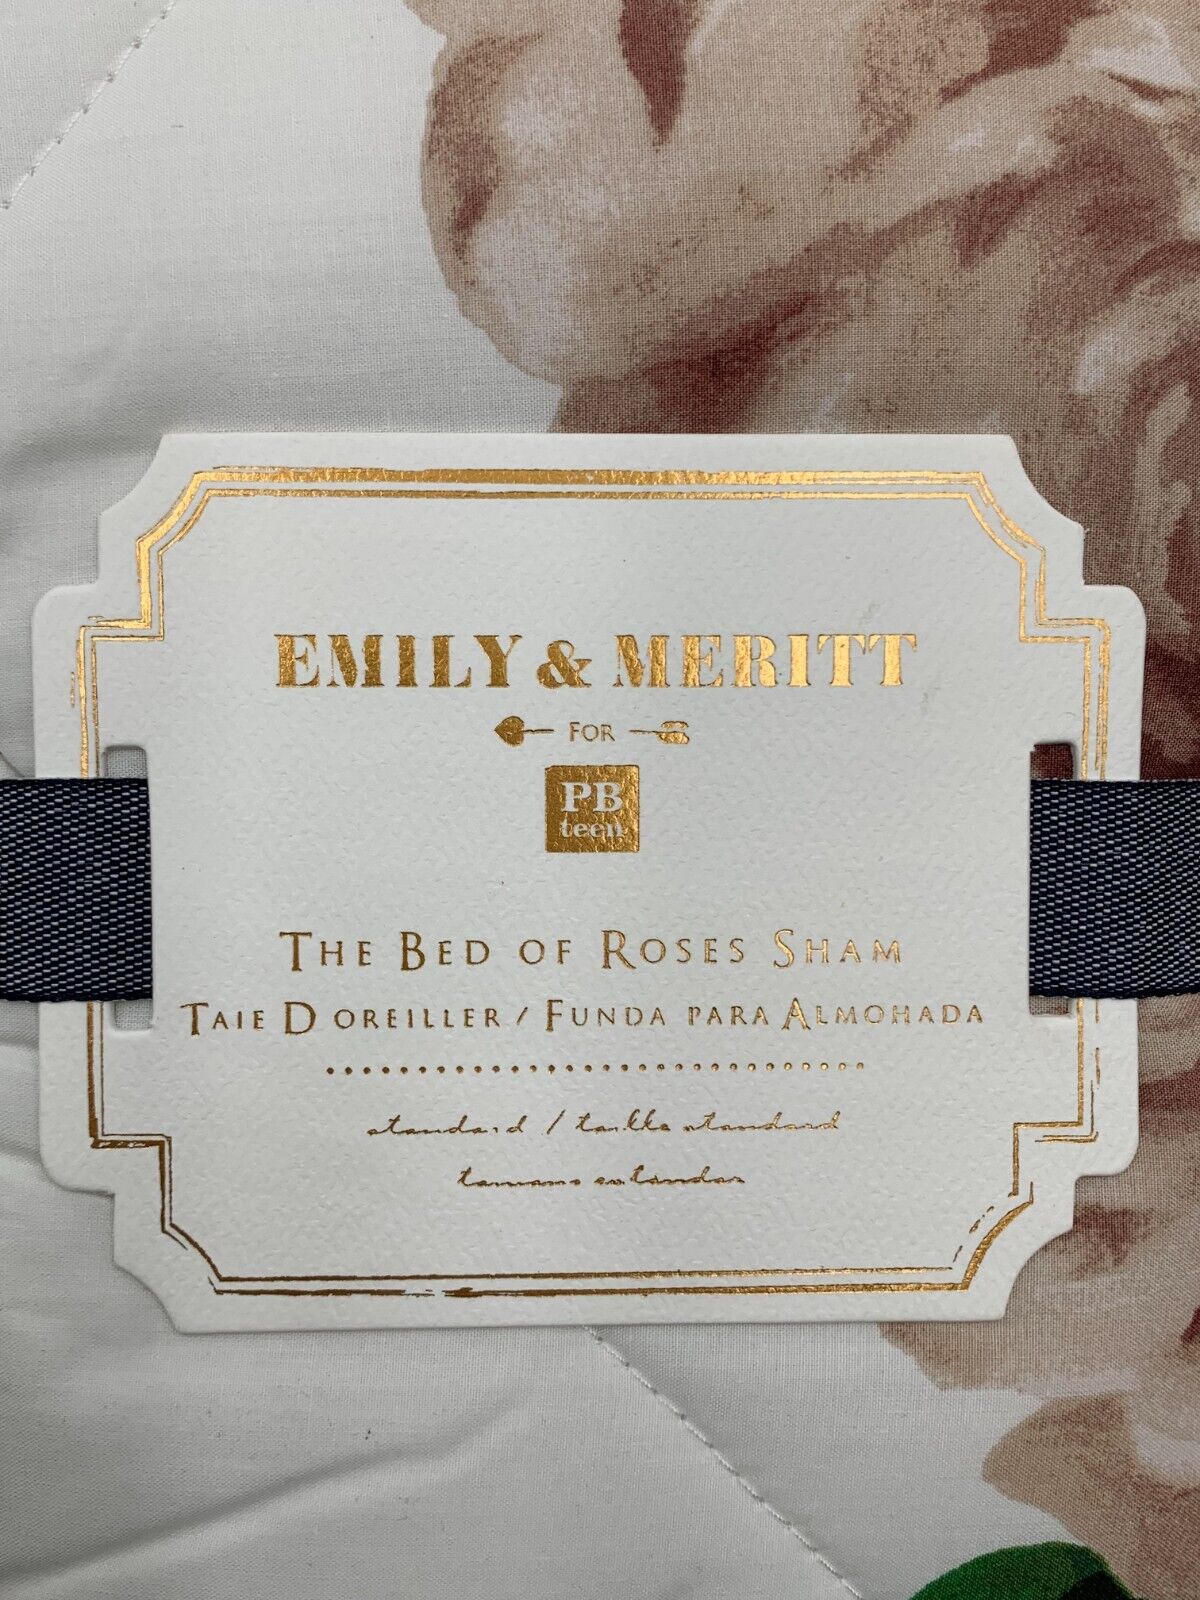 EMILY & MERITT
FOR
PB
teen
THE BED OF ROSES SHAM
TAIE D OREILLER / FUNDA PARA ALMOHADA
standard / taille standard
tamano estandar